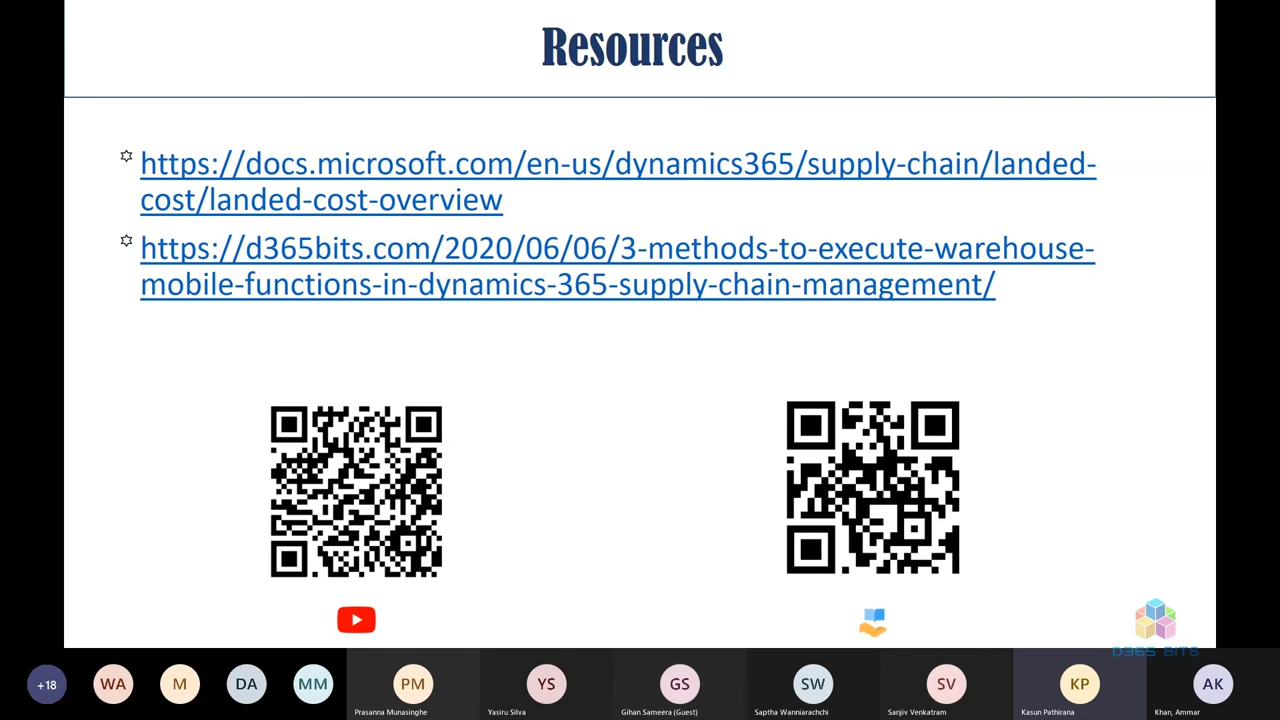 Resources
https://docs.microsoft.com/en-us/dynamics365/supply-chain/landed-
cost/landed-cost-overview
https://d365bits.com/2020/06/06/3-methods-to-execute-warehouse-
mobile-functions-in-dynamics-365-supply-chain-management/
D365 BITS
+18
WA
M
DA
MM
PM
YS
GS
SW
SV
KP
AK
Prasanna Munasinghe
Yasiru Silva
Gihan Sameera (Guest)
Saptha Wanniarachchi
Sanjiv Venkatram
Kasun Pathirana
Khan, Ammar